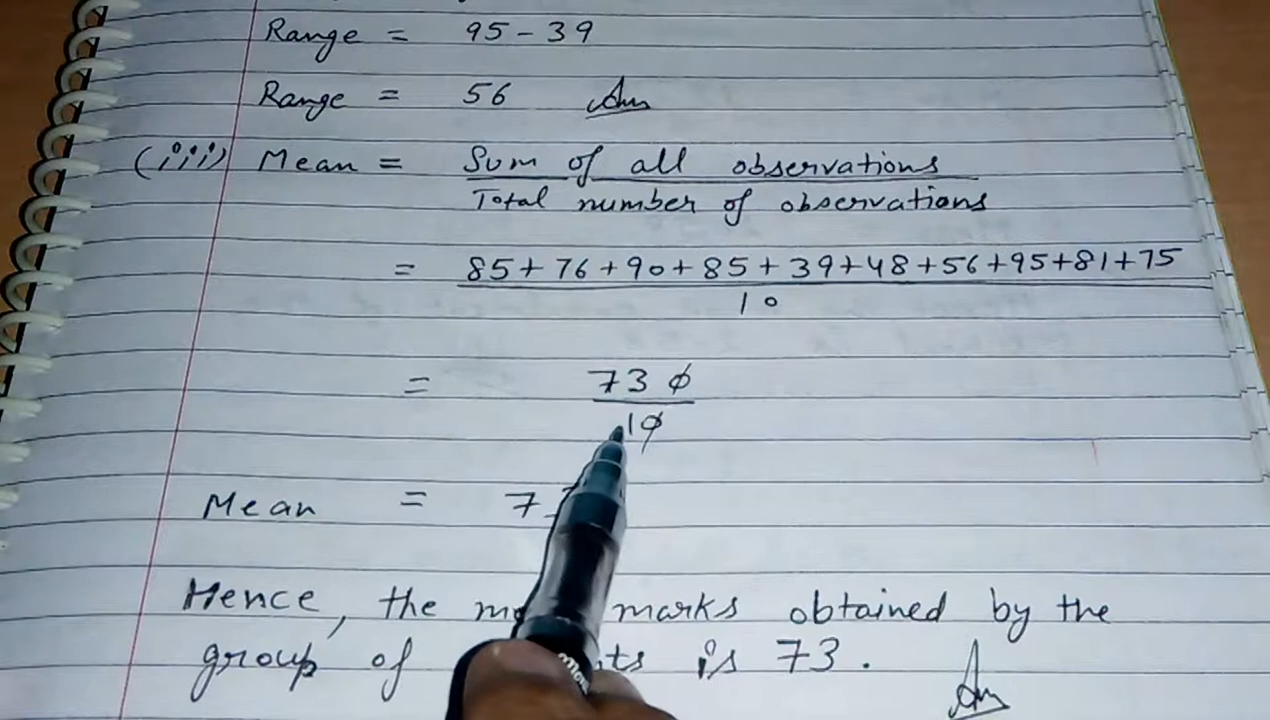 Range = 95 - 39
Range = 56 Ans
(iii) Mean = Sum of all observations
Total number of observations
= 85 + 76 + 90 + 85 + 39 + 48 + 56 + 95 + 81 + 75
10
= 730
10
Mean = 7
Hence, the marks obtained by the
group of is 73. Ans